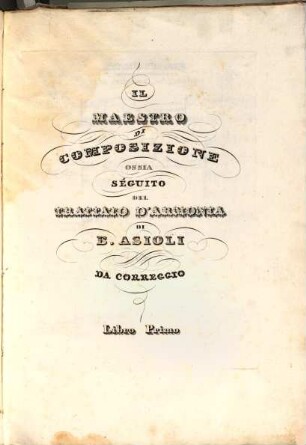 IL
MAESTRO
DI
COMPOSIZIONE
OSSIA
SÉGUITO
DEL
TRATTATO D'ARMONIA
DI
B. ASIOLI
DA CORREGGIO
Libro Primo